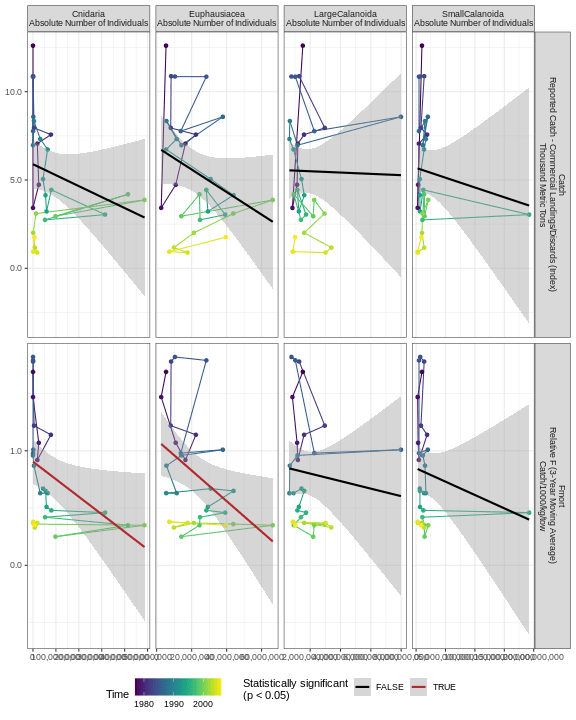 Cnidaria
Absolute Number of Individuals
Euphausiacea
Absolute Number of Individuals
LargeCalanoida
Absolute Number of Individuals
SmallCalanoida
Absolute Number of Individuals
10.0
5.0
0.0
Catch
Reported Catch - Commercial Landings/Discards (Index)
Thousand Metric Tons
1.0
0.0
Fmort
Relative F (3-Year Moving Average)
Catch/1000/kg/tow
Time
1980
1990
2000
Statistically significant
(p < 0.05)
FALSE
TRUE